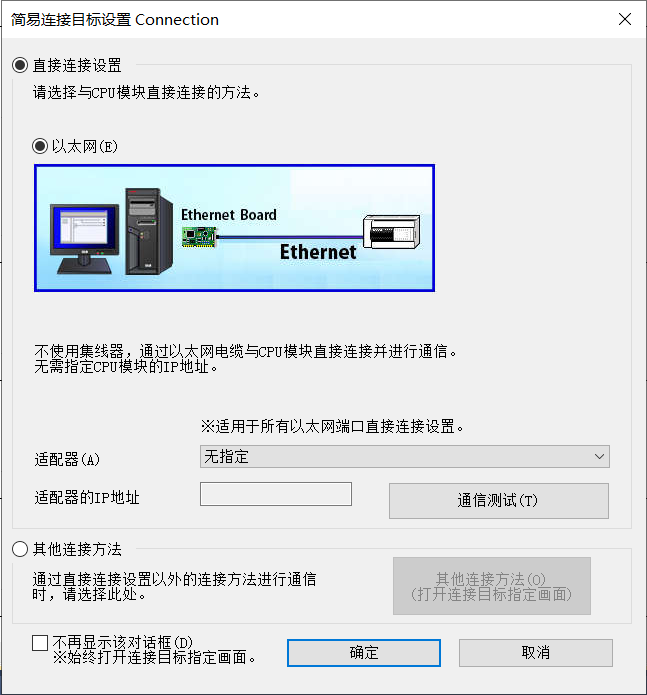 简易连接目标设置 Connection
直接连接设置
请选择与CPU模块直接连接的方法。
以太网(E)
Ethernet Board
Ethernet
不使用集线器，通过以太网电缆与CPU模块直接连接并进行通信。
无需指定CPU模块的IP地址。
※适用于所有以太网端口直接连接设置。
适配器(A)
无指定
适配器的IP地址
通信测试(T)
其他连接方法
通过直接连接设置以外的连接方法进行通信
时，请选择此处。
其他连接方法(O)
(打开连接目标指定画面)
不再显示该对话框(D)
※始终打开连接目标指定画面。
确定
取消